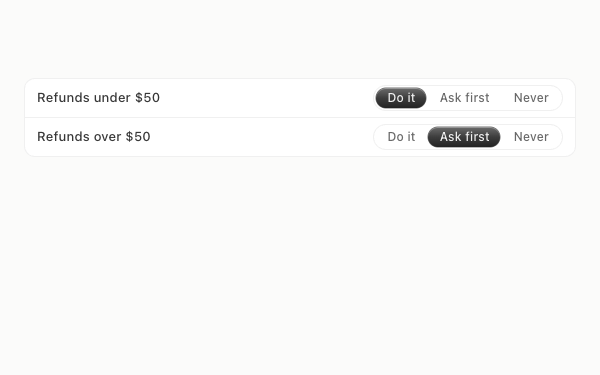 Refunds under $50 Do it Ask first Never
Refunds over $50 Do it Ask first Never